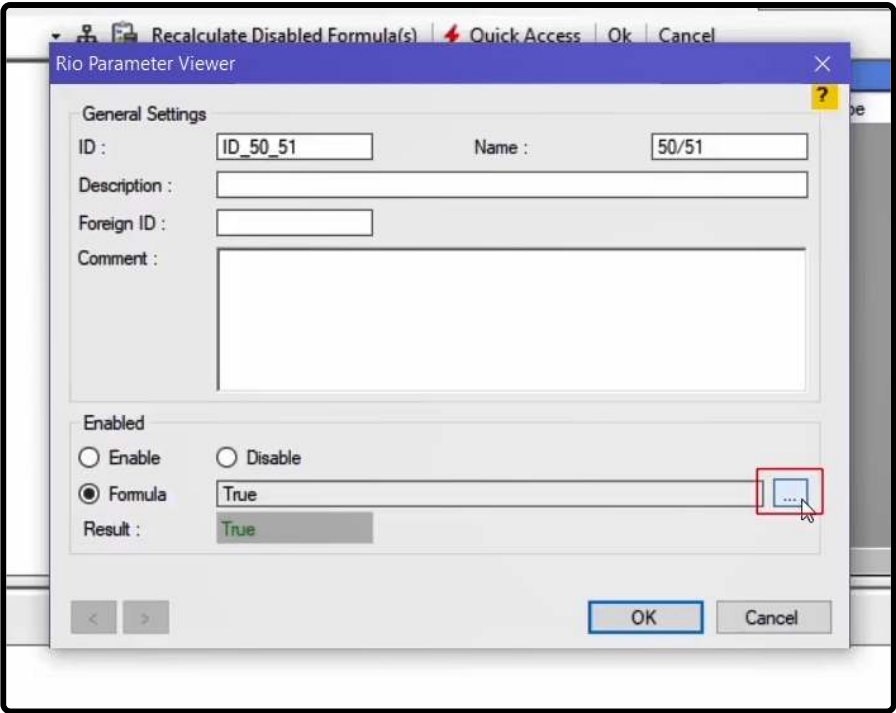 Recalculate Disabled Formula(s) Quick Access Ok Cancel
Rio Parameter Viewer
?
General Settings
ID : ID_50_51 Name : 50/51
Description :
Foreign ID :
Comment :
Enabled
Enable Disable
Formula True ...
Result : True
< >
OK Cancel